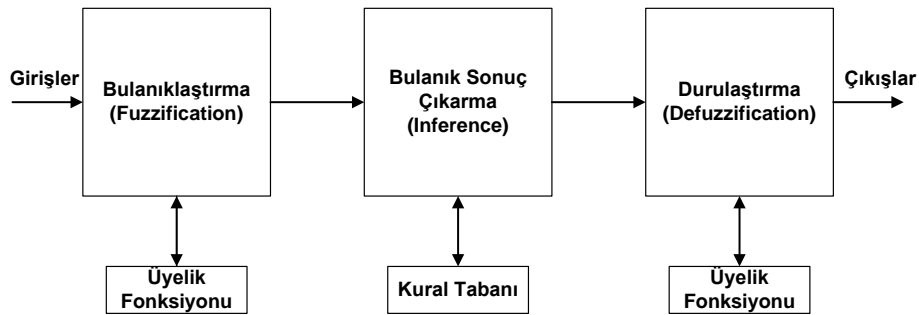 Girişler
Bulanıklaştırma
(Fuzzification)
Bulanık Sonuç
Çıkarma
(Inference)
Durulaştırma
(Defuzzification)
Çıkışlar
Üyelik
Fonksiyonu
Kural Tabanı
Üyelik
Fonksiyonu